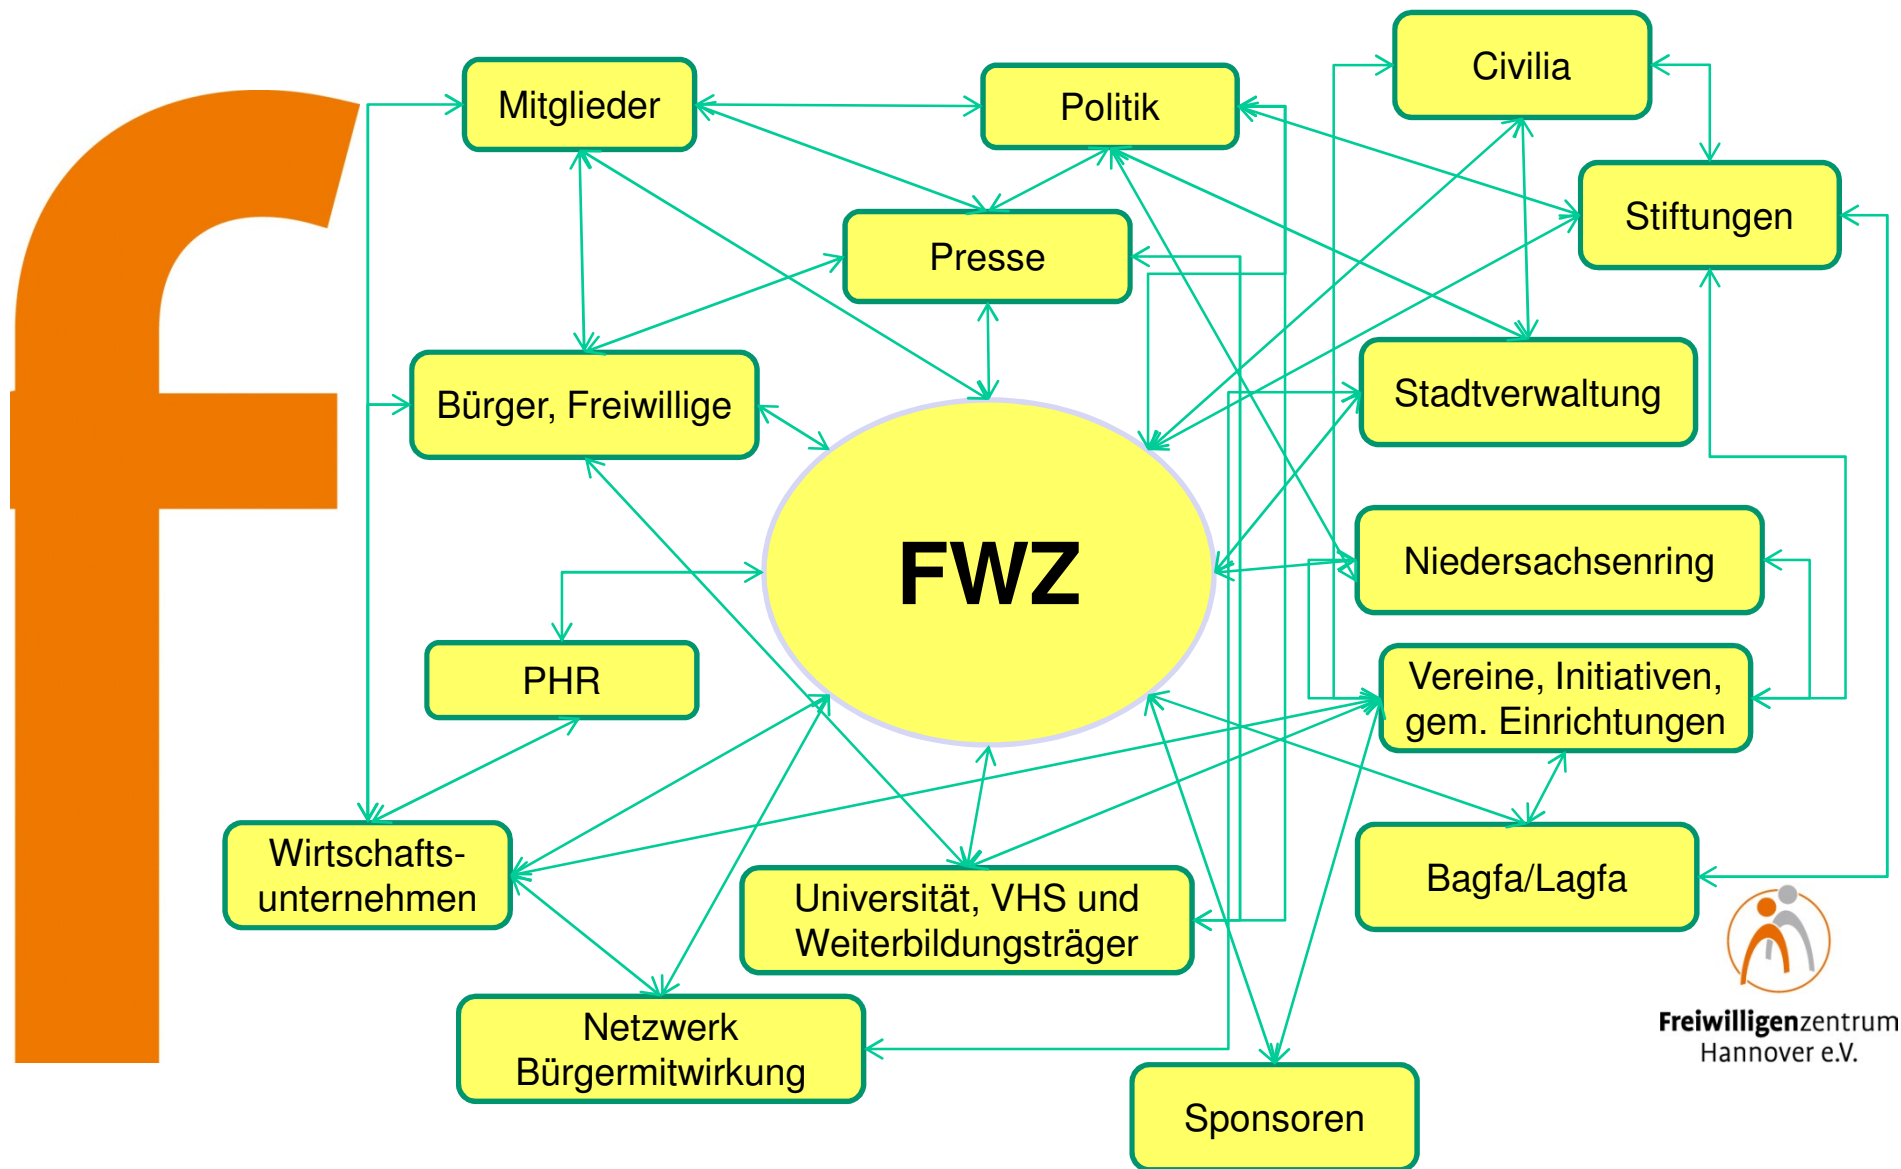 Civilia
Mitglieder
Politik
Stiftungen
Presse
Bürger, Freiwillige
Stadtverwaltung
FWZ
Niedersachsenring
PHR
Vereine, Initiativen,
gem. Einrichtungen
Wirtschafts-
unternehmen
Universität, VHS und
Weiterbildungsträger
Bagfa/Lagfa
Netzwerk
Bürgermitwirkung
Sponsoren
Freiwilligenzentrum
Hannover e.V.
f